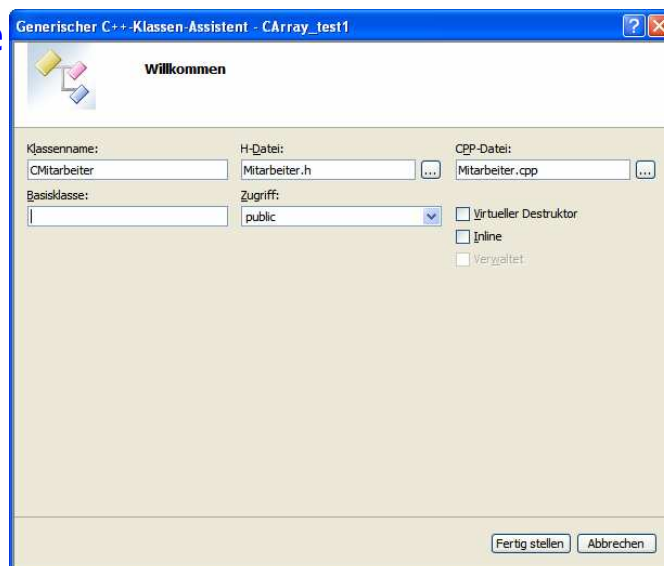 e
Generischer C++-Klassen-Assistent - CArray_test1
Willkommen
Klassenname: H-Datei: CPP-Datei:
CMitarbeiter Mitarbeiter.h ... Mitarbeiter.cpp ...
Basisklasse: Zugriff:
public Virtueller Destruktor
Inline
Verwaltet
Fertig stellen Abbrechen